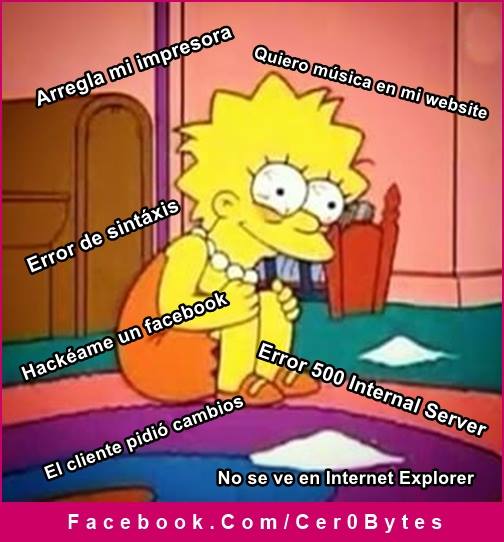 Arregla mi impresora
Quiero música en mi website
Error de sintáxis
Hackéame un facebook
Error 500 Internal Server
El cliente pidió cambios
No se ve en Internet Explorer
Facebook.Com/Cer0Bytes